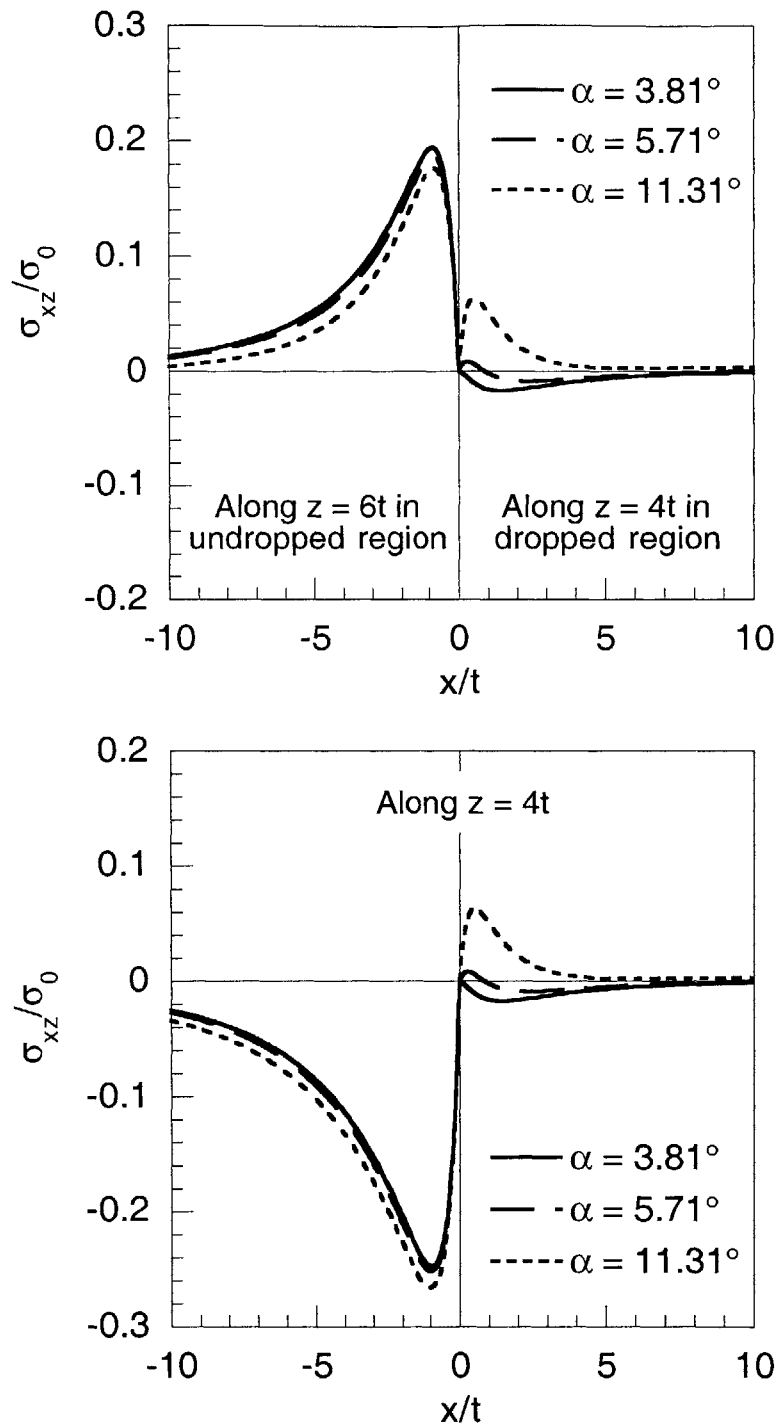 0.3
α = 3.81°
α = 5.71°
α = 11.31°
0.2
0.1
σxz/σ0
0
-0.1
Along z = 6t in
undropped region
Along z = 4t in
dropped region
-0.2
-10
-5
0
5
10
x/t
0.2
Along z = 4t
0.1
0
σxz/σ0
-0.1
-0.2
α = 3.81°
α = 5.71°
α = 11.31°
-0.3
-10
-5
0
5
10
x/t